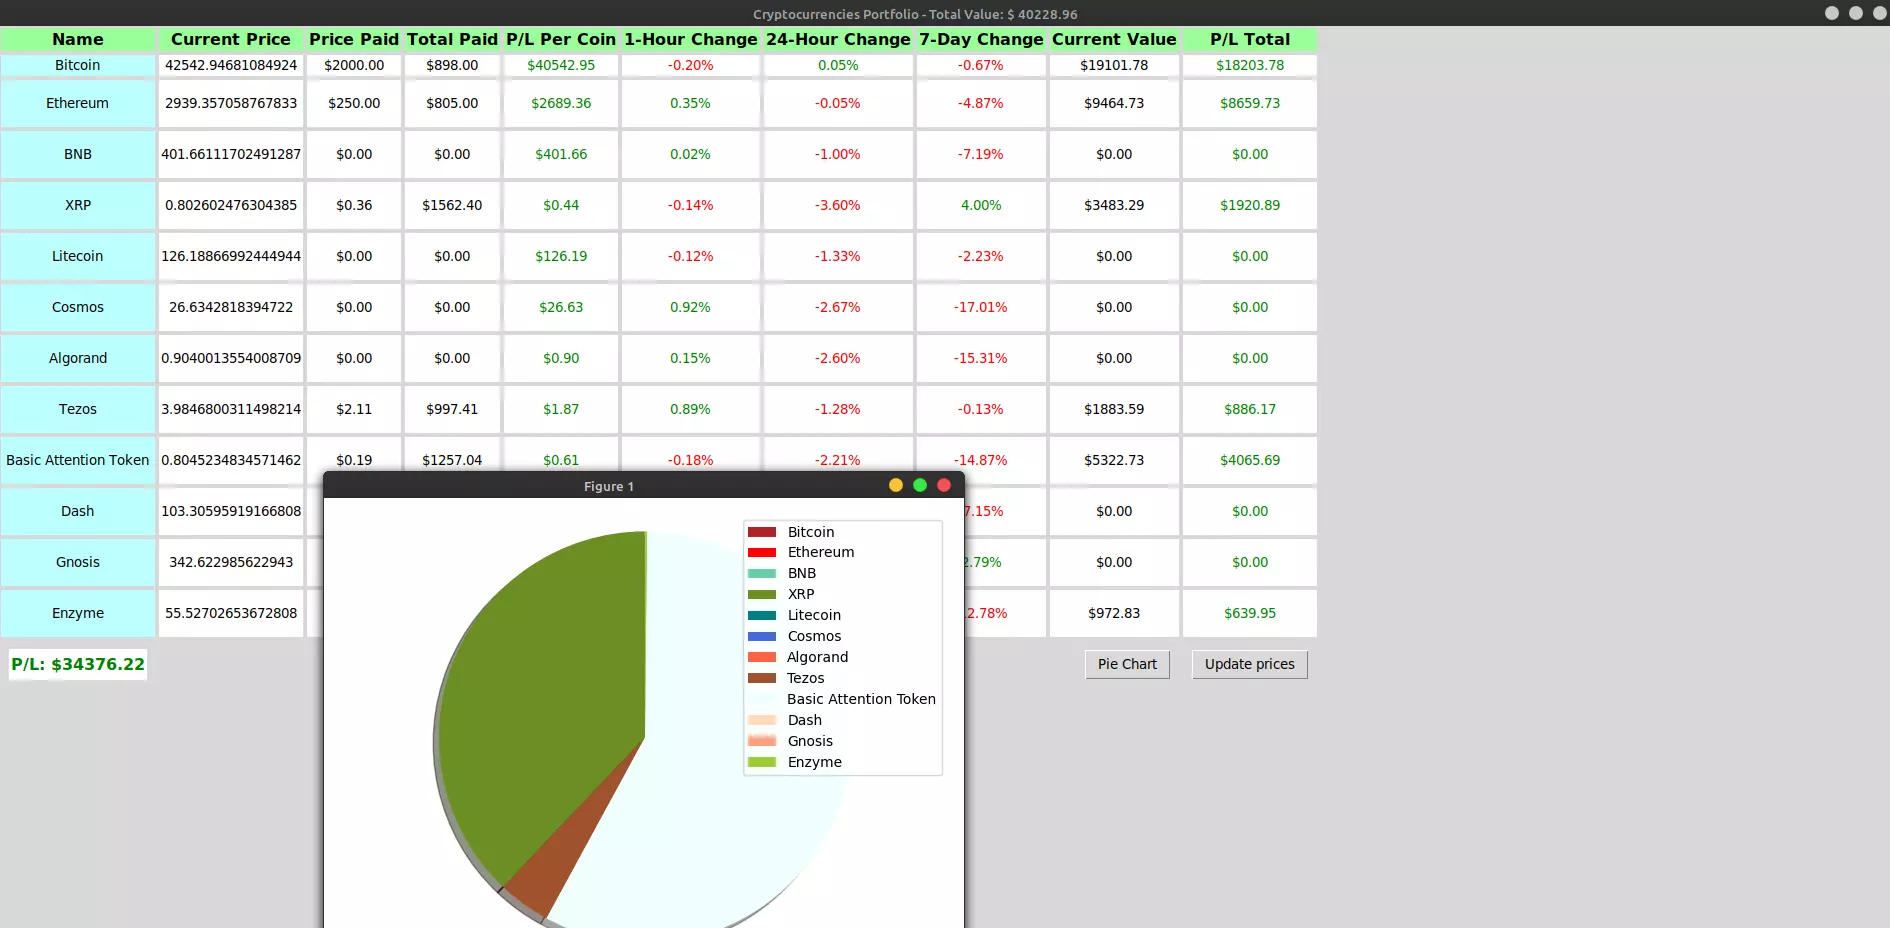 Cryptocurrencies Portfolio - Total Value: $ 40228.96
Name Current Price Price Paid Total Paid P/L Per Coin 1-Hour Change 24-Hour Change 7-Day Change Current Value P/L Total
Bitcoin 42542.94681084924 $2000.00 $898.00 $40542.95 -0.20% 0.05% -0.67% $19101.78 $18203.78
Ethereum 2939.357058767833 $250.00 $805.00 $2689.36 0.35% -0.05% -4.87% $9464.73 $8659.73
BNB 401.66111702491287 $0.00 $0.00 $401.66 0.02% -1.00% -7.19% $0.00 $0.00
XRP 0.802602476304385 $0.36 $1562.40 $0.44 -0.14% -3.60% 4.00% $3483.29 $1920.89
Litecoin 126.18866992444944 $0.00 $0.00 $126.19 -0.12% -1.33% -2.23% $0.00 $0.00
Cosmos 26.6342818394722 $0.00 $0.00 $26.63 0.92% -2.67% -17.01% $0.00 $0.00
Algorand 0.9040013554008709 $0.00 $0.00 $0.90 0.15% -2.60% -15.31% $0.00 $0.00
Tezos 3.9846800311498214 $2.11 $997.41 $1.87 0.89% -1.28% -0.13% $1883.59 $886.17
Basic Attention Token 0.8045234834571462 $0.19 $1257.04 $0.61 -0.18% -2.21% -14.87% $5322.73 $4065.69
Dash 103.30595919166808 7.15% $0.00 $0.00
Gnosis 342.622985622943 2.79% $0.00 $0.00
Enzyme 55.52702653672808 2.78% $972.83 $639.95
P/L: $34376.22
Pie Chart
Update prices
Figure 1
Bitcoin
Ethereum
BNB
XRP
Litecoin
Cosmos
Algorand
Tezos
Basic Attention Token
Dash
Gnosis
Enzyme